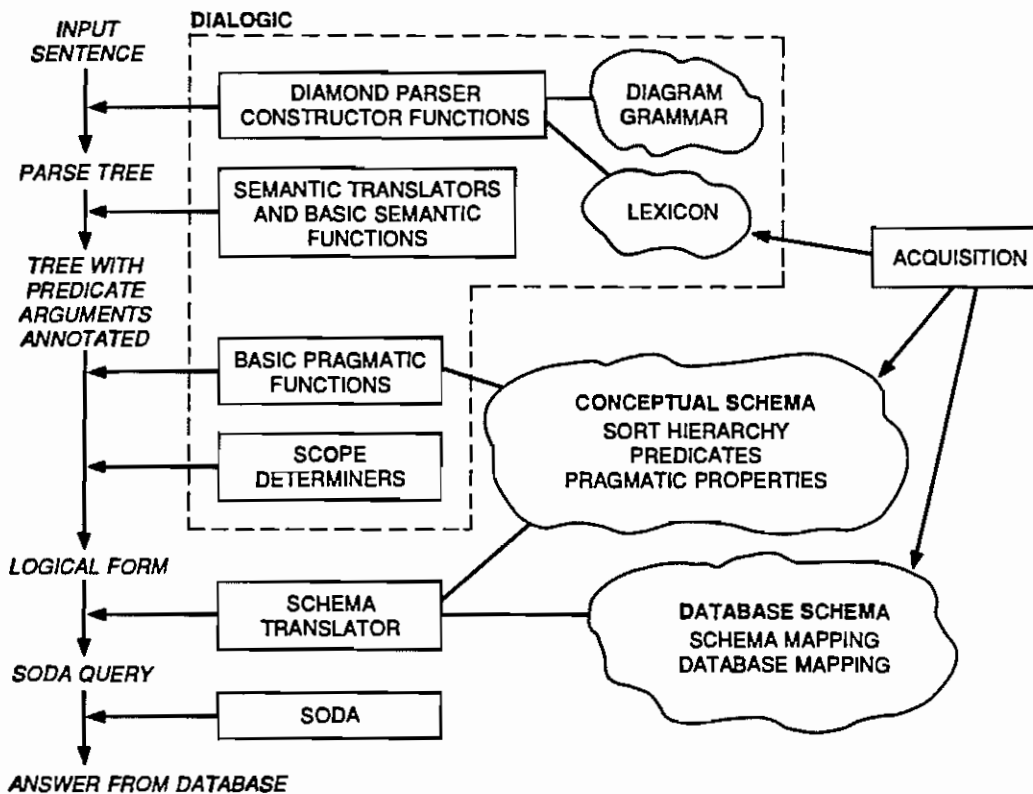 INPUT
SENTENCE
DIALOGIC
DIAMOND PARSER
CONSTRUCTOR FUNCTIONS
DIAGRAM
GRAMMAR
PARSE TREE
SEMANTIC TRANSLATORS
AND BASIC SEMANTIC
FUNCTIONS
LEXICON
ACQUISITION
TREE WITH
PREDICATE
ARGUMENTS
ANNOTATED
BASIC PRAGMATIC
FUNCTIONS
CONCEPTUAL SCHEMA
SORT HIERARCHY
PREDICATES
PRAGMATIC PROPERTIES
SCOPE
DETERMINERS
LOGICAL FORM
SCHEMA
TRANSLATOR
DATABASE SCHEMA
SCHEMA MAPPING
DATABASE MAPPING
SODA QUERY
SODA
ANSWER FROM DATABASE